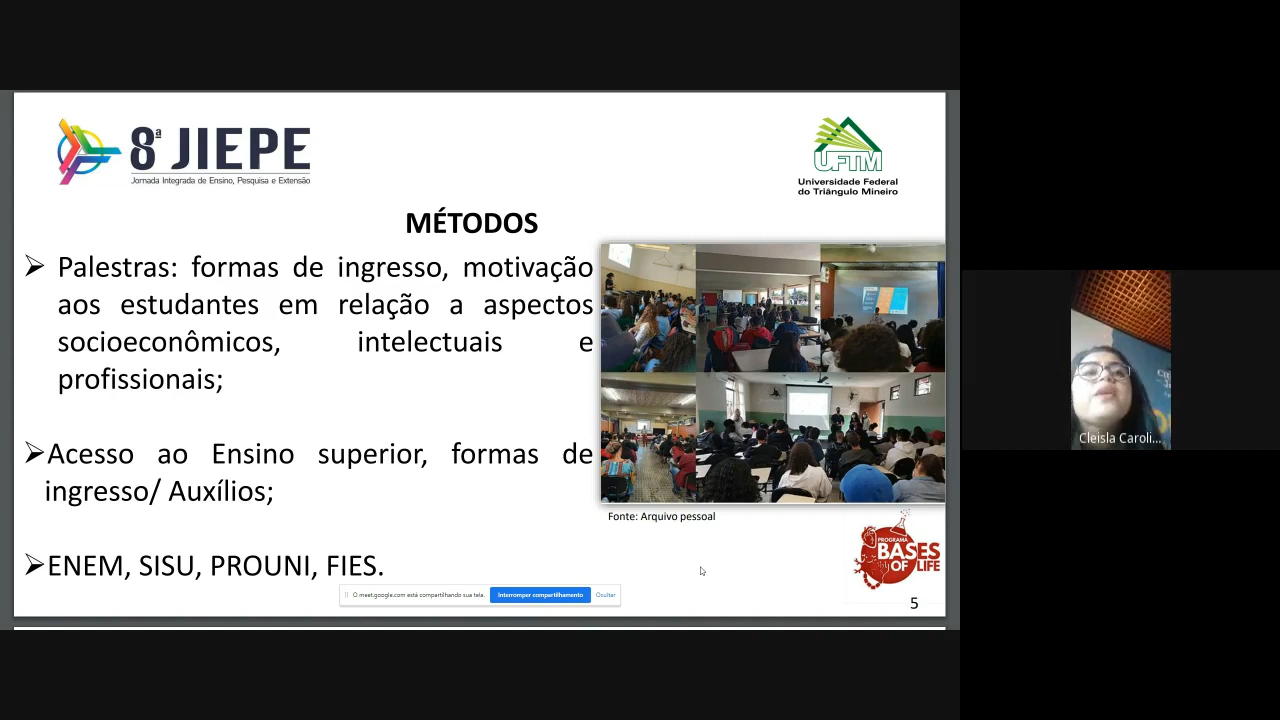 8ª JIEPE
Jornada Integrada de Ensino, Pesquisa e Extensão
UFTM
Universidade Federal
do Triângulo Mineiro
MÉTODOS
➢ Palestras: formas de ingresso, motivação
aos estudantes em relação a aspectos
socioeconômicos, intelectuais e
profissionais;
➢Acesso ao Ensino superior, formas de
ingresso/ Auxílios;
➢ENEM, SISU, PROUNI, FIES.
Fonte: Arquivo pessoal
PROGRAMA
BASES
OF LIFE
5
O meet.google.com está compartilhando sua tela.
Interromper compartilhamento
Ocultar
Cleisla Caroli...